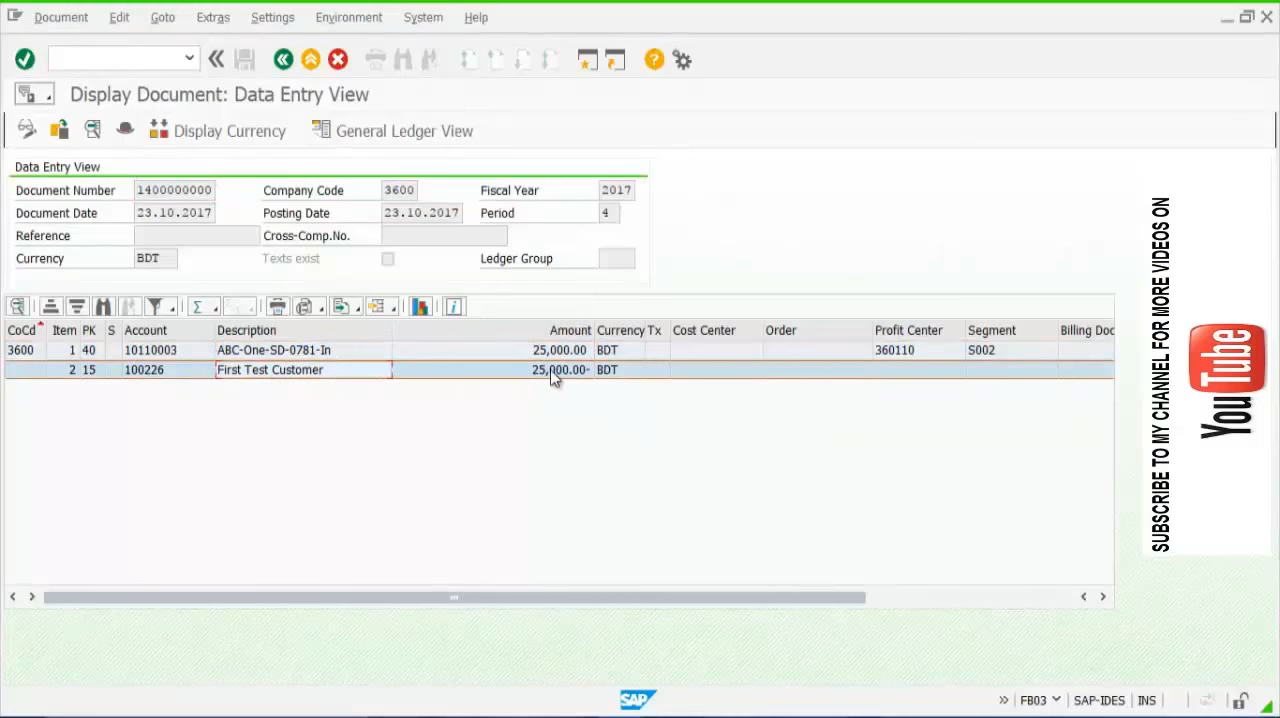 Document Edit Goto Extras Settings Environment System Help
Display Document: Data Entry View
Display Currency General Ledger View
Data Entry View
Document Number 1400000000 Company Code 3600 Fiscal Year 2017
Document Date 23.10.2017 Posting Date 23.10.2017 Period 4
Reference Cross-Comp.No.
Currency BDT Texts exist Ledger Group
CoCd Item PK S Account Description Amount Currency Tx Cost Center Order Profit Center Segment Billing Doc
3600 1 40 10110003 ABC-One-SD-0781-In 25,000.00 BDT 360110 S002
2 15 100226 First Test Customer 25,000.00- BDT
SUBSCRIBE TO MY CHANNEL FOR MORE VIDEOS ON
YouTube
SAP FB03 SAP-IDES INS